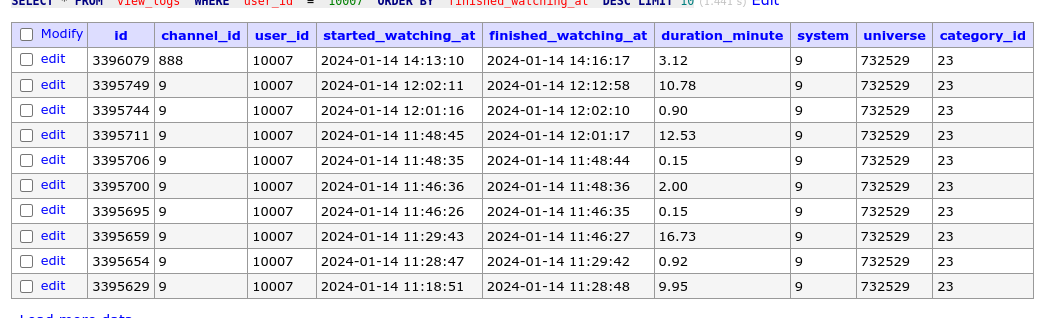 SELECT * FROM `view_logs` WHERE `user_id` = '10007' ORDER BY `finished_watching_at` DESC LIMIT 10 (1.441 s) Edit
Modify id channel_id user_id started_watching_at finished_watching_at duration_minute system universe category_id
edit 3396079 888 10007 2024-01-14 14:13:10 2024-01-14 14:16:17 3.12 9 732529 23
edit 3395749 9 10007 2024-01-14 12:02:11 2024-01-14 12:12:58 10.78 9 732529 23
edit 3395744 9 10007 2024-01-14 12:01:16 2024-01-14 12:02:10 0.90 9 732529 23
edit 3395711 9 10007 2024-01-14 11:48:45 2024-01-14 12:01:17 12.53 9 732529 23
edit 3395706 9 10007 2024-01-14 11:48:35 2024-01-14 11:48:44 0.15 9 732529 23
edit 3395700 9 10007 2024-01-14 11:46:36 2024-01-14 11:48:36 2.00 9 732529 23
edit 3395695 9 10007 2024-01-14 11:46:26 2024-01-14 11:46:35 0.15 9 732529 23
edit 3395659 9 10007 2024-01-14 11:29:43 2024-01-14 11:46:27 16.73 9 732529 23
edit 3395654 9 10007 2024-01-14 11:28:47 2024-01-14 11:29:42 0.92 9 732529 23
edit 3395629 9 10007 2024-01-14 11:18:51 2024-01-14 11:28:48 9.95 9 732529 23
Load more data